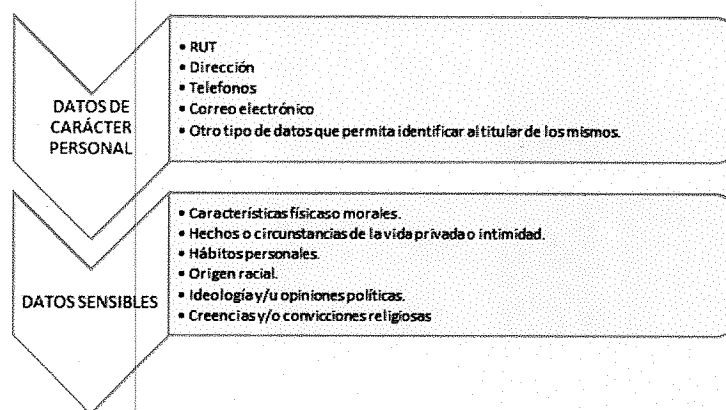 DATOS DE
CARÁCTER
PERSONAL
• RUT
• Dirección
• Telefonos
• Correo electrónico
• Otro tipo de datos que permita identificar al titular de los mismos.
DATOS SENSIBLES
• Características físicas o morales.
• Hechos o circunstancias de la vida privada o intimidad.
• Hábitos personales.
• Origen racial.
• Ideología y/u opiniones políticas.
• Creencias y/o convicciones religiosas